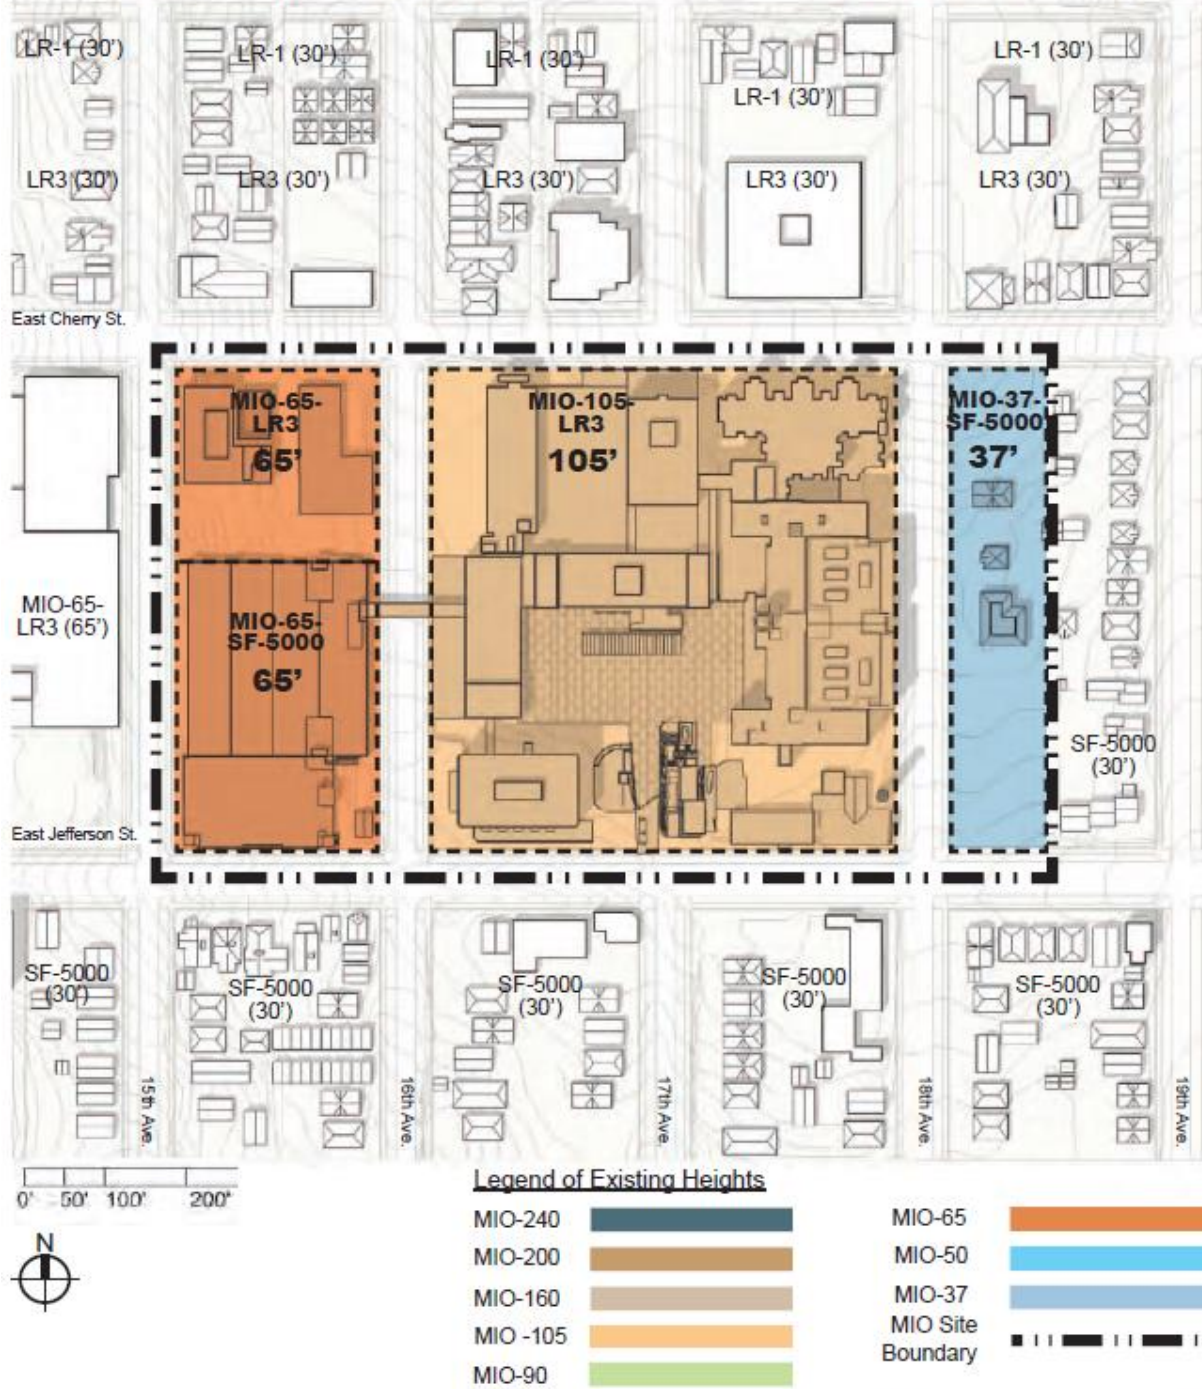 LR-1 (30')
LR-1 (30')
LR-1 (30')
LR-1 (30')
LR-1 (30')
LR3 (30')
LR3 (30')
LR3 (30')
LR3 (30')
LR3 (30')
East Cherry St.
MIO-65-
LR3
65'
MIO-105-
LR3
105'
MIO-37-
SF-5000
37'
MIO-65-
LR3 (65')
MIO-65-
SF-5000
65'
SF-5000
(30')
East Jefferson St.
SF-5000
(30')
SF-5000
(30')
SF-5000
(30')
SF-5000
(30')
SF-5000
(30')
15th Ave.
16th Ave.
17th Ave.
18th Ave.
19th Ave.
0' 50' 100' 200'
N
Legend of Existing Heights
MIO-240
MIO-200
MIO-160
MIO -105
MIO-90
MIO-65
MIO-50
MIO-37
MIO Site
Boundary